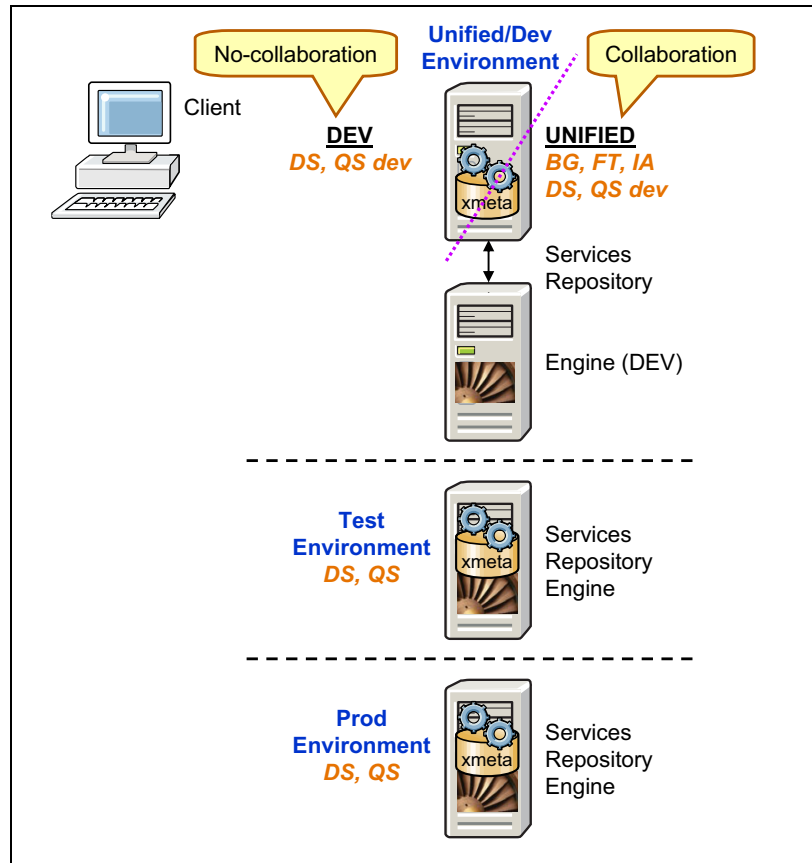 No-collaboration
Unified/Dev
Environment
Collaboration
Client
DEV
DS, QS dev
UNIFIED
BG, FT, IA
DS, QS dev
xmeta
Services
Repository
Engine (DEV)
Test
Environment
DS, QS
xmeta
Services
Repository
Engine
Prod
Environment
DS, QS
xmeta
Services
Repository
Engine